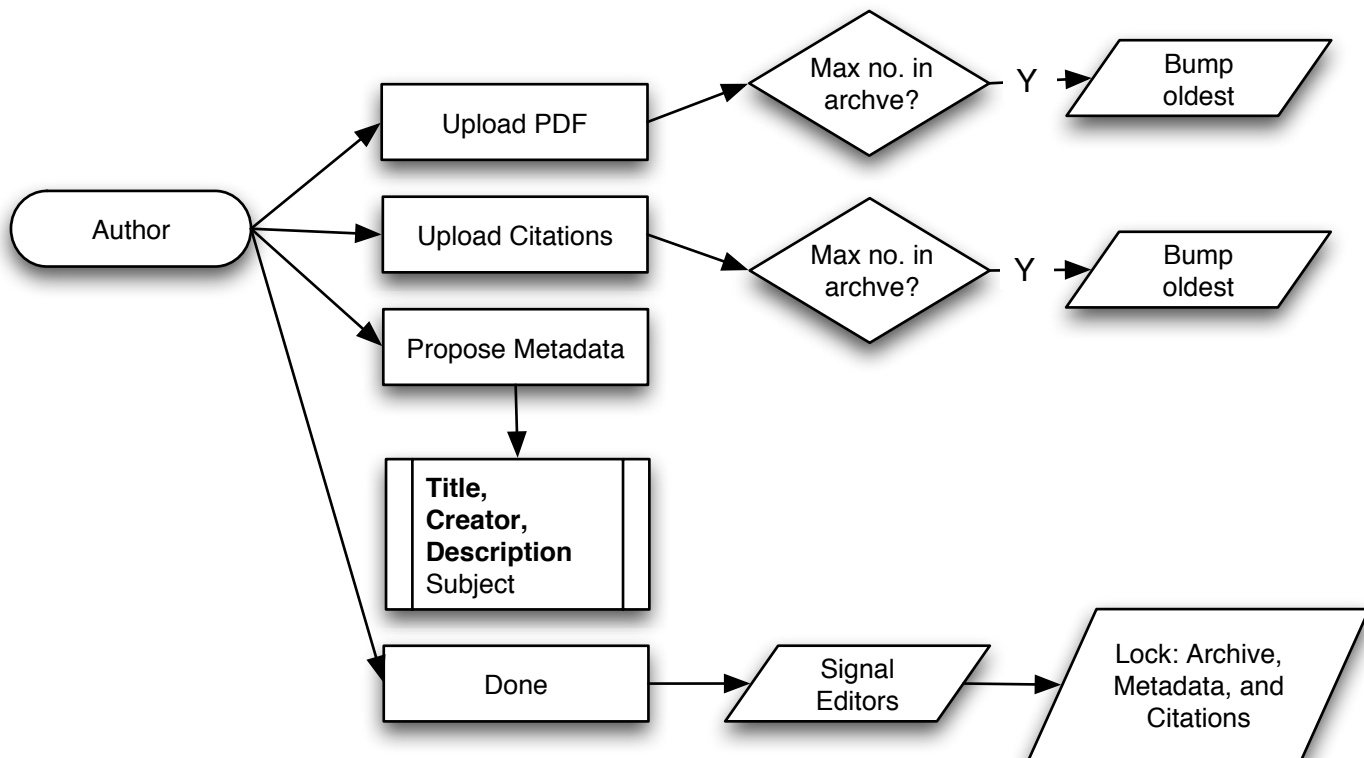 Max no. in
archve?
Y
Bump
oldest
Upload PDF
Author
Upload Citations
Max no. in
archve?
Y
Bump
oldest
Propose Metadata
Title,
Creator,
Description
Subject
Done
Signal
Editors
Lock: Archive,
Metadata, and
Citations